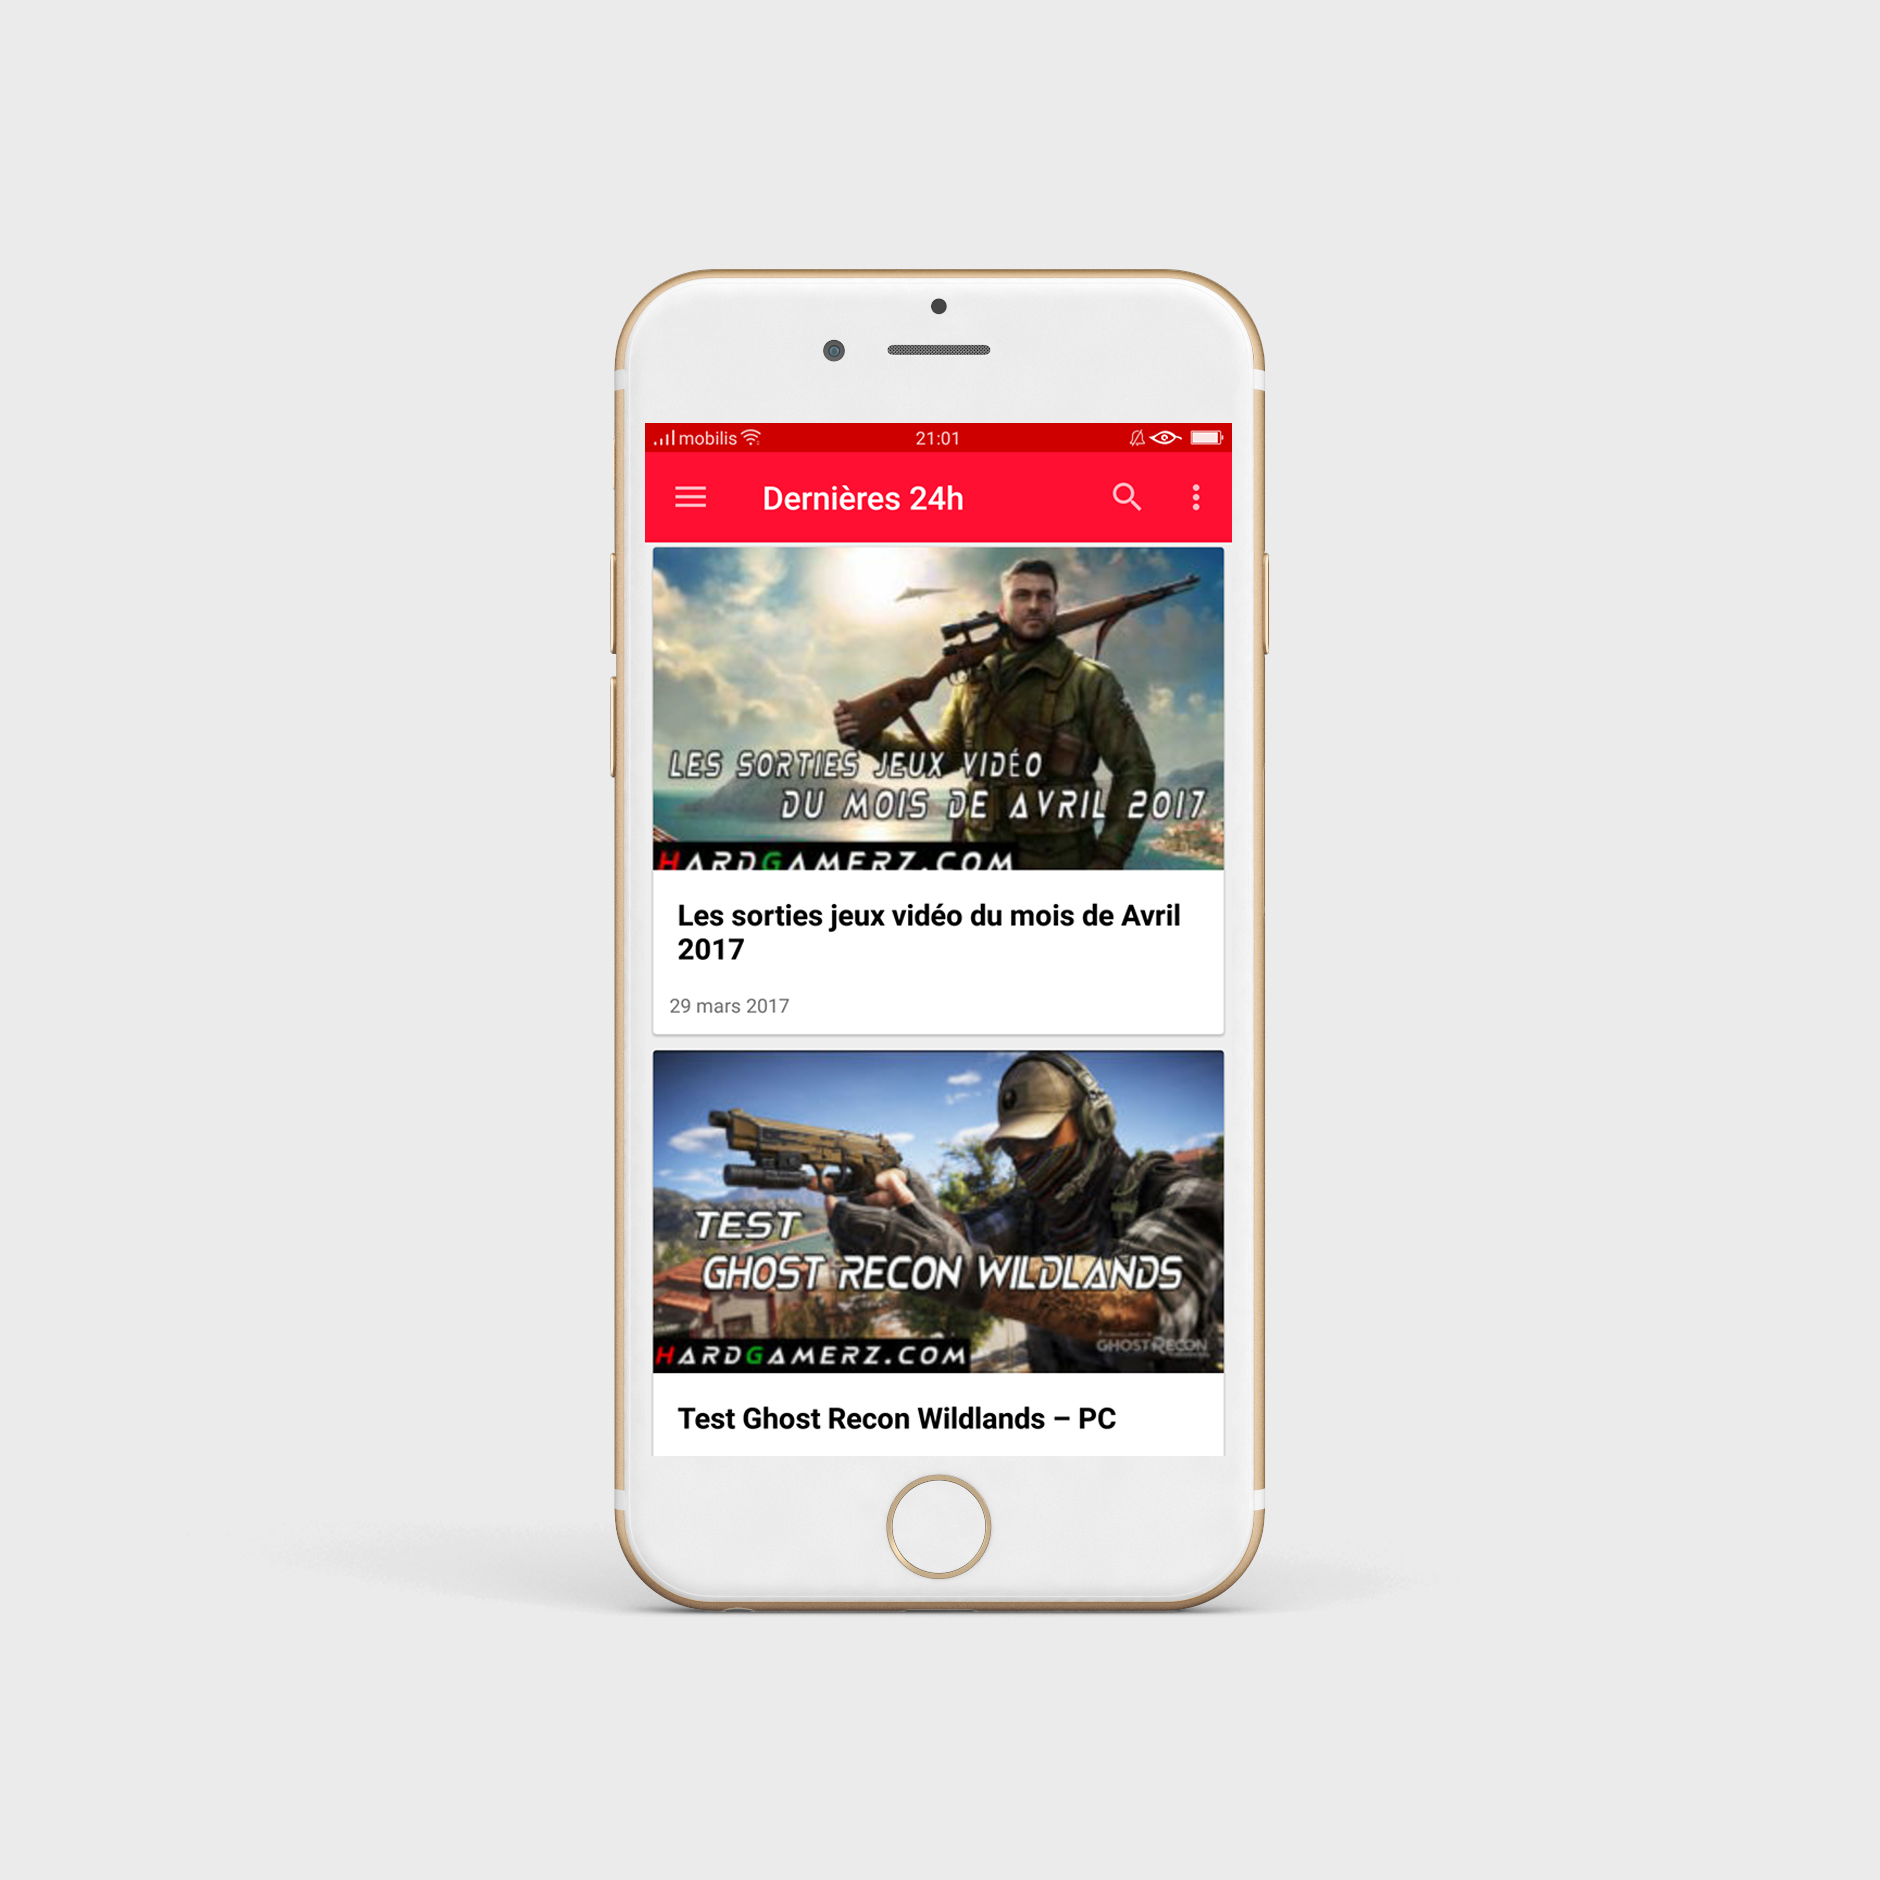 mobilis
21:01
Dernières 24h
LES SORTIES JEUX VIDÉO
DU MOIS DE AVRIL 2017
HARDGAMERZ.COM
Les sorties jeux vidéo du mois de Avril
2017
29 mars 2017
TEST
GHOST RECON WILDLANDS
HARDGAMERZ.COM
GHOST RECON
Test Ghost Recon Wildlands – PC